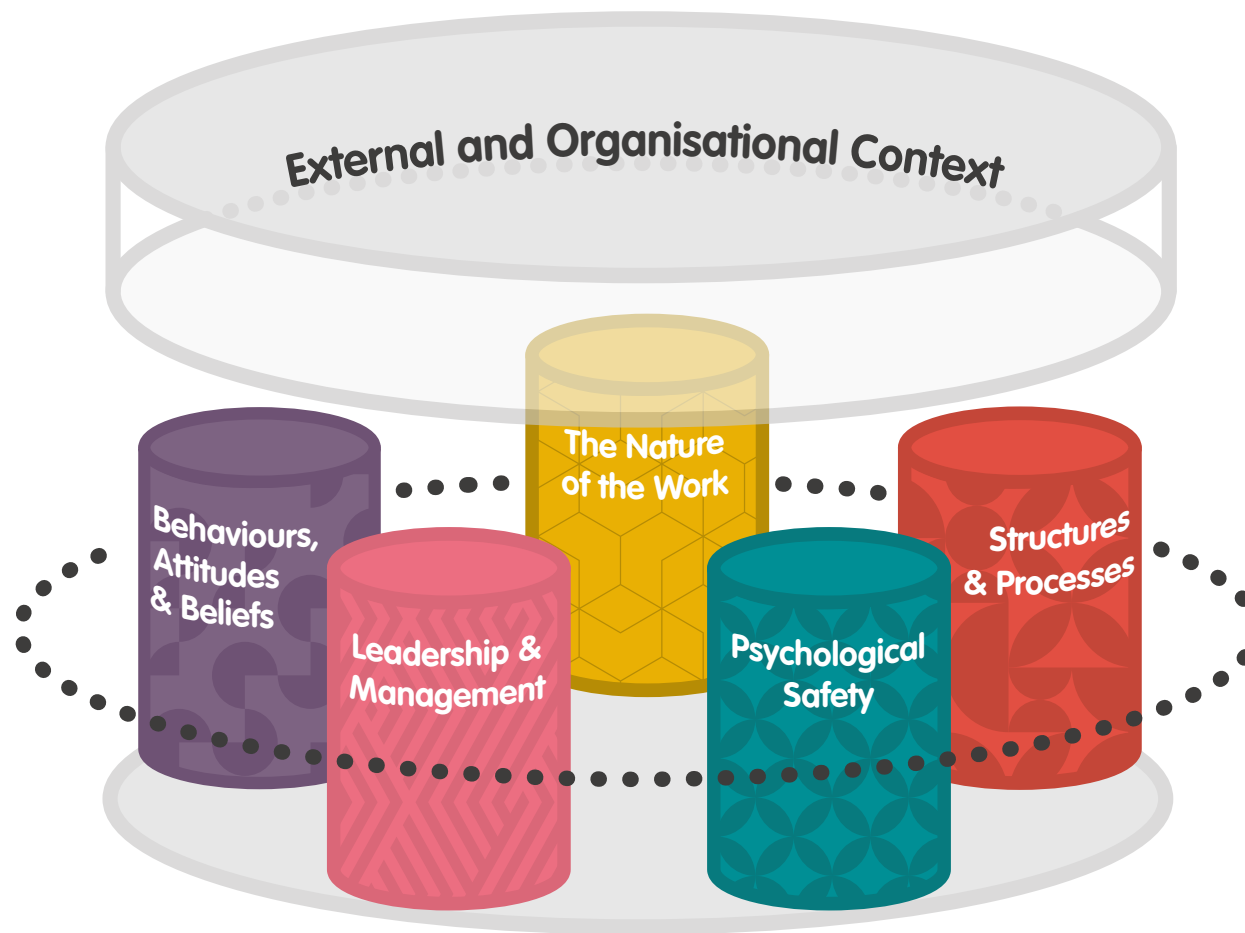 External and Organisational Context
The Nature
of the Work
Behaviours,
Attitudes
& Beliefs
Structures
& Processes
Leadership &
Management
Psychological
Safety